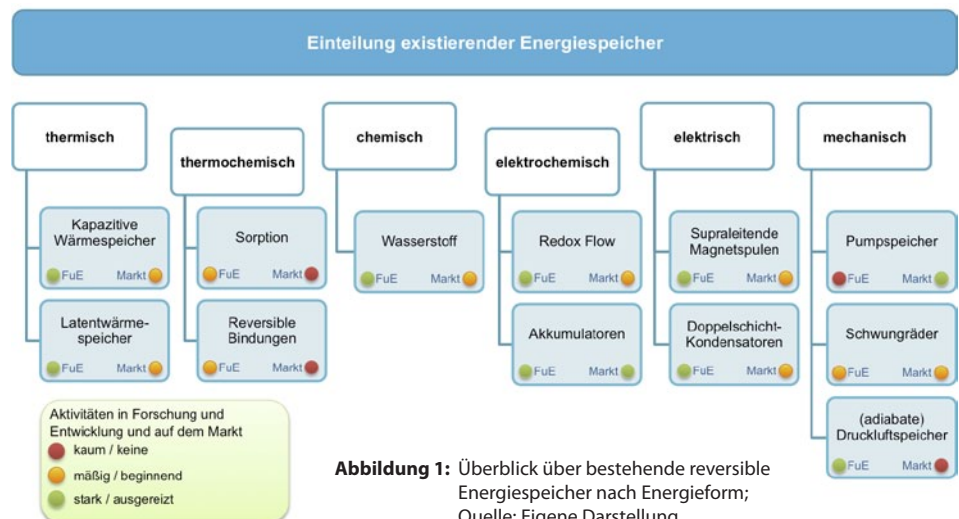 Einteilung existierender Energiespeicher
thermisch
Kapazitive
Wärmespeicher
FuE Markt
Latentwärme-
speicher
FuE Markt
thermochemisch
Sorption
FuE Markt
Reversible
Bindungen
FuE Markt
chemisch
Wasserstoff
FuE Markt
elektrochemisch
Redox Flow
FuE Markt
Akkumulatoren
FuE Markt
elektrisch
Supraleitende
Magnetspulen
FuE Markt
Doppelschicht-
Kondensatoren
FuE Markt
mechanisch
Pumpspeicher
FuE Markt
Schwungräder
FuE Markt
(adiabate)
Druckluftspeicher
FuE Markt
Aktivitäten in Forschung und
Entwicklung und auf dem Markt
kaum / keine
mäßig / beginnend
stark / ausgereizt
Abbildung 1: Überblick über bestehende reversible
Energiespeicher nach Energieform;
Quelle: Eigene Darstellung